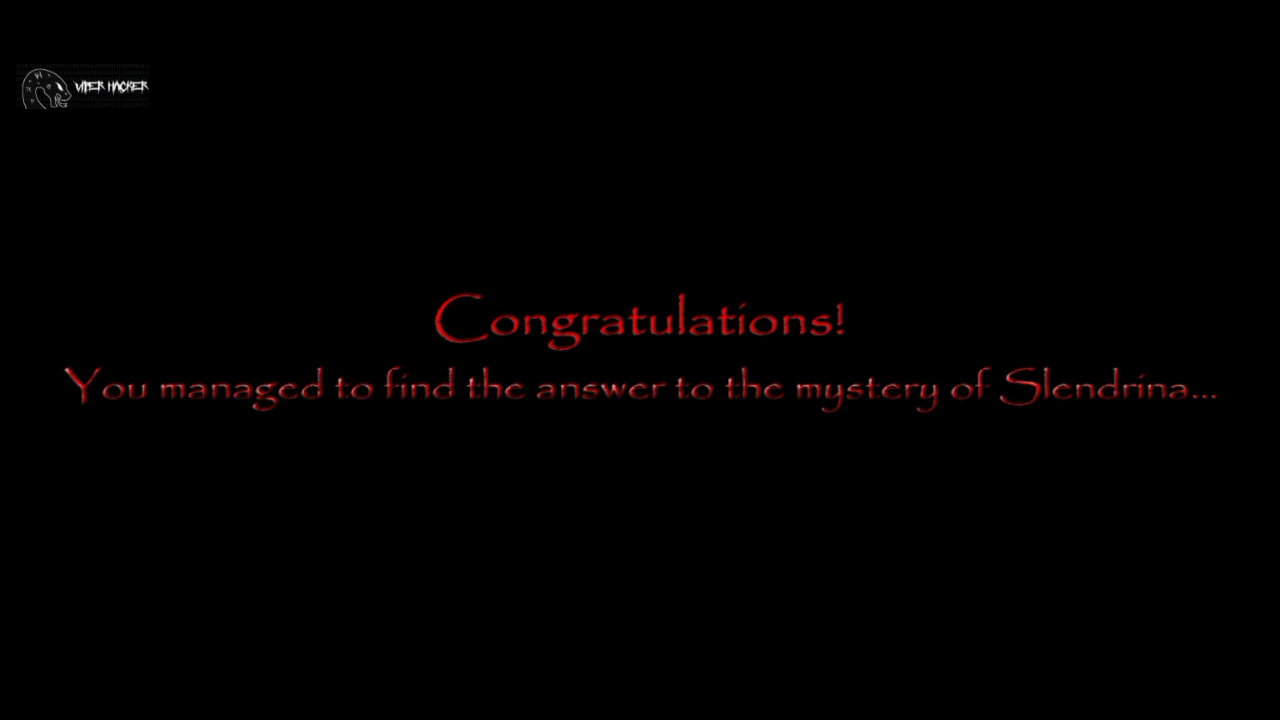 VIPER HACKER
Congratulations!
You managed to find the answer to the mystery of Slendrina...